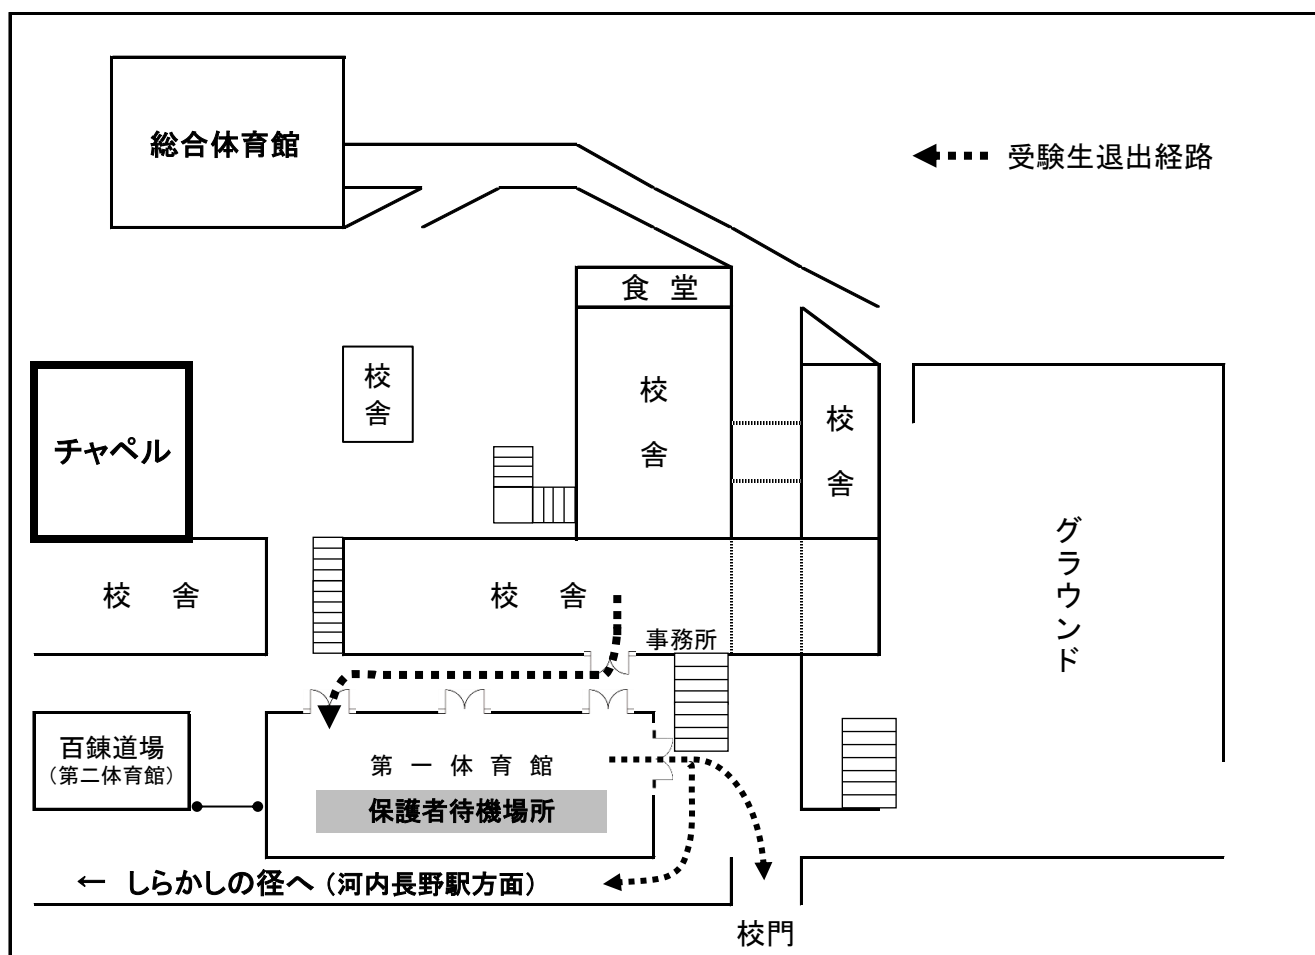 総合体育館
受験生退出経路
食 堂
校舎
校舎
校舎
チャペル
グラウンド
校 舎
校 舎
事務所
百錬道場
（第二体育館）
第 一 体 育 館
保護者待機場所
← しらかしの径へ（河内長野駅方面）
校門